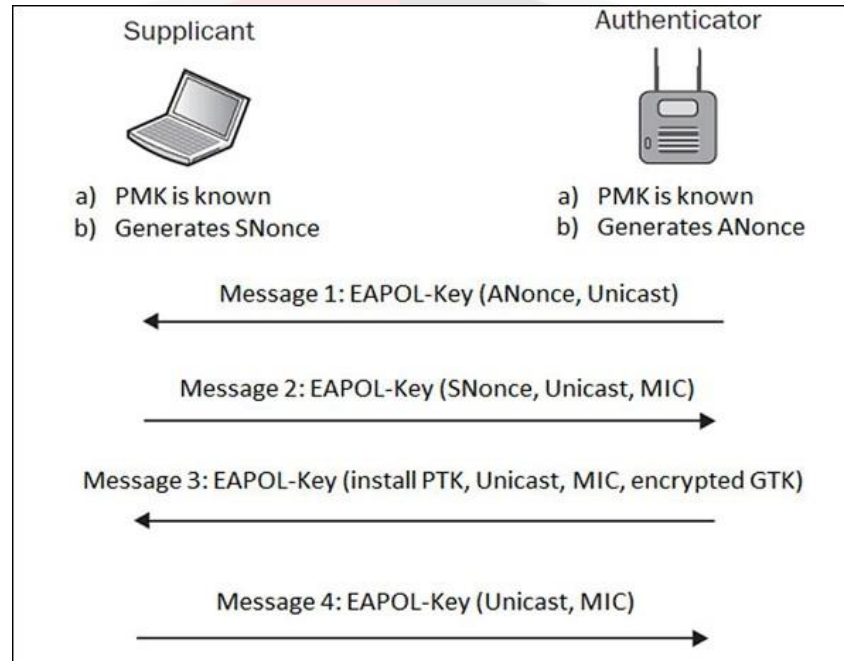 Supplicant
Authenticator
a) PMK is known
b) Generates SNonce
a) PMK is known
b) Generates ANonce
Message 1: EAPOL-Key (ANonce, Unicast)
Message 2: EAPOL-Key (SNonce, Unicast, MIC)
Message 3: EAPOL-Key (install PTK, Unicast, MIC, encrypted GTK)
Message 4: EAPOL-Key (Unicast, MIC)